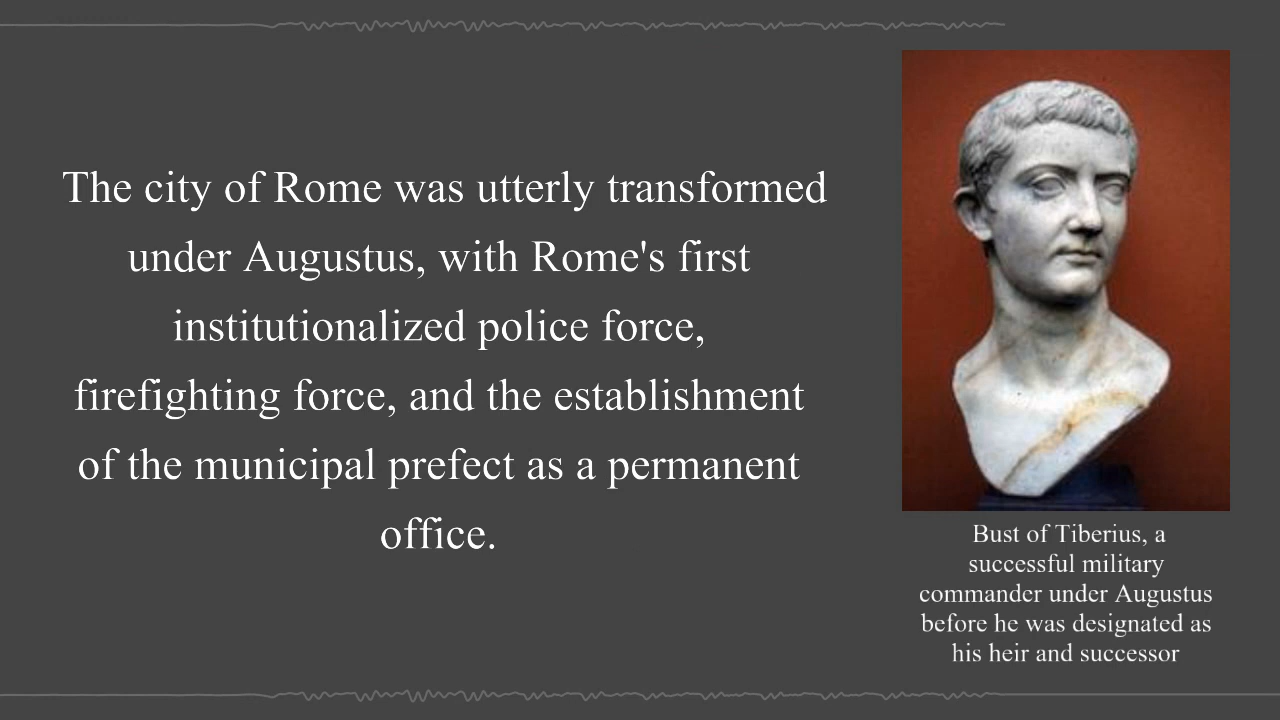 The city of Rome was utterly transformed
under Augustus, with Rome's first
institutionalized police force,
firefighting force, and the establishment
of the municipal prefect as a permanent
office.
Bust of Tiberius, a
successful military
commander under Augustus
before he was designated as
his heir and successor